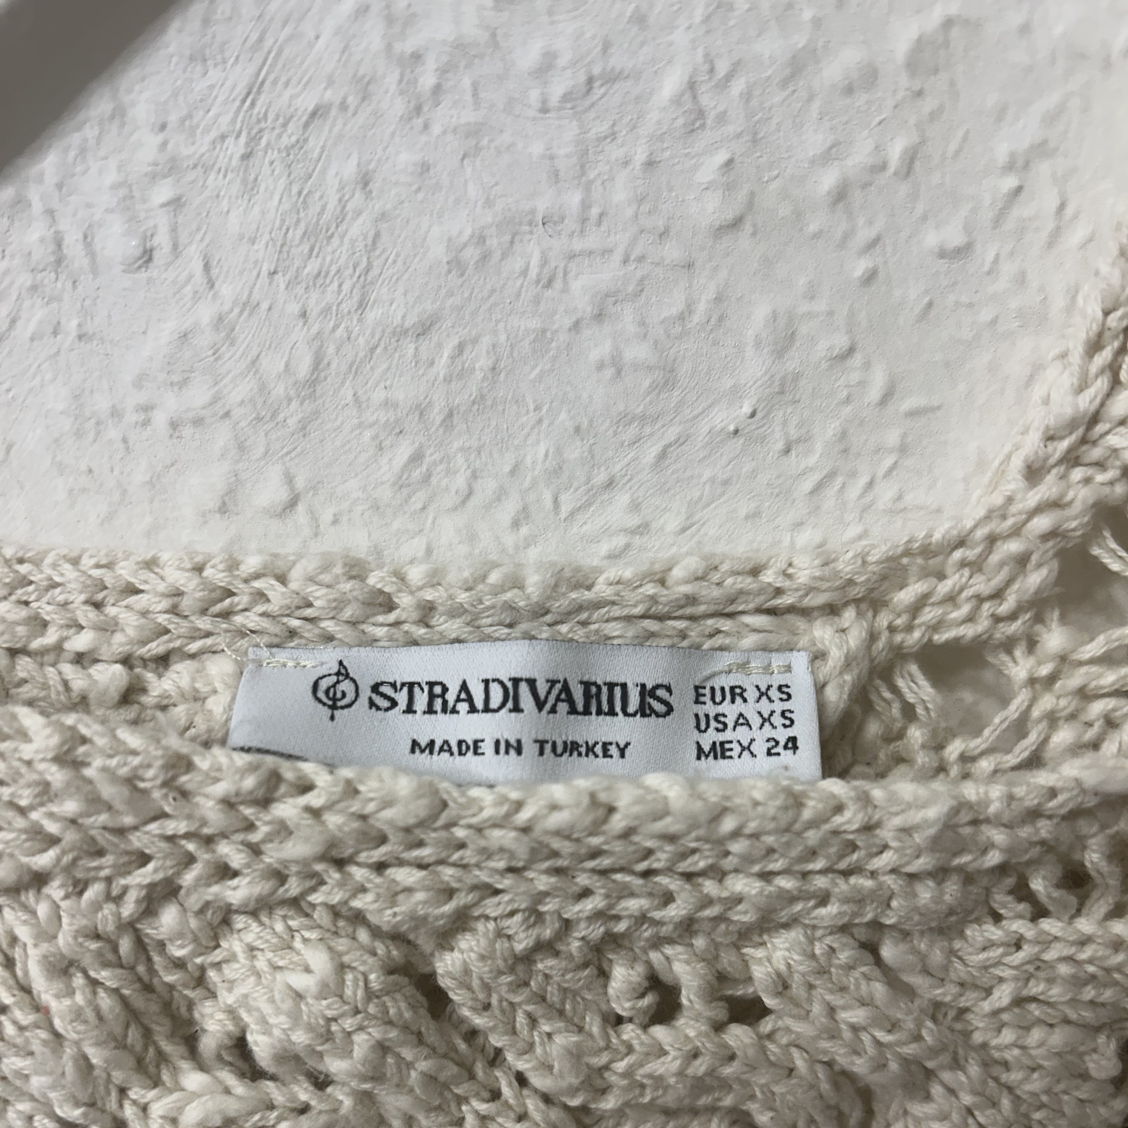 STRADIVARIUS
MADE IN TURKEY
EUR XS
USA XS
MEX 24